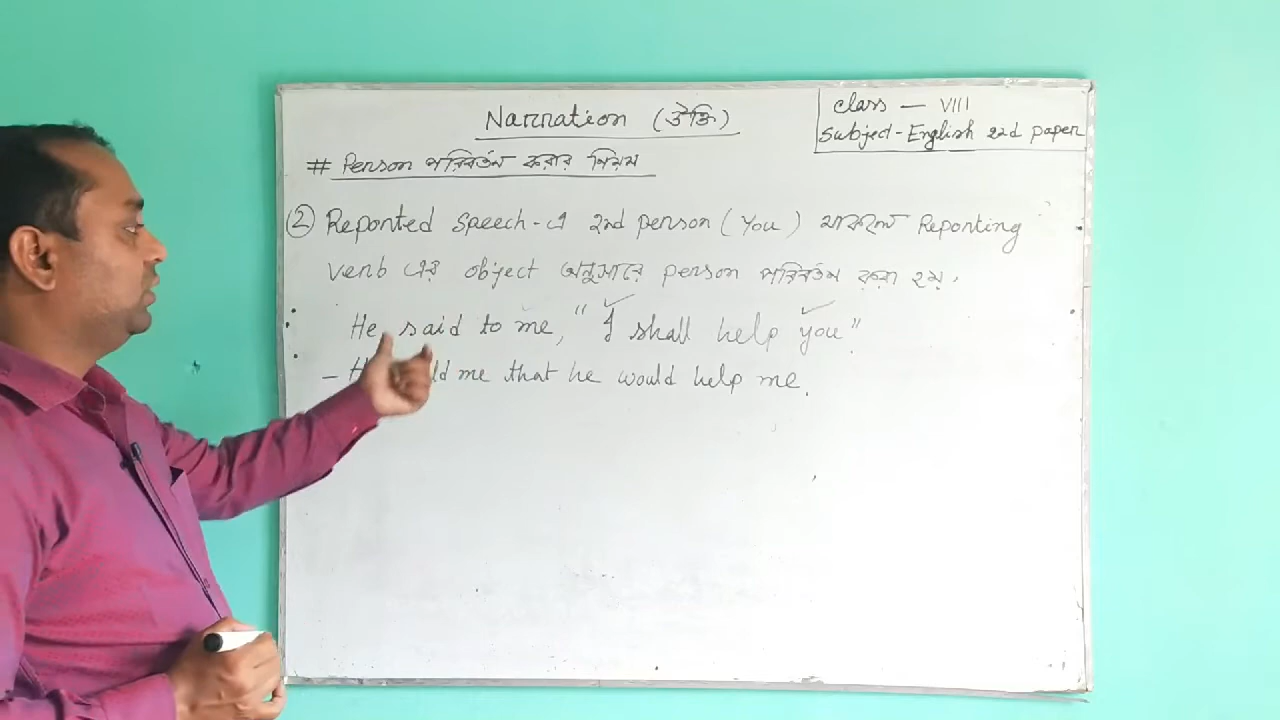 Narration (উক্তি)
class — VIII
Subject-English 2nd paper
# Person পরিবর্তন করার নিয়ম
② Reported speech-এ 2nd person (You) থাকলে Reporting
verb এর object অনুসারে person পরিবর্তন করা হয়.
He said to me, "I shall help you".
– ld me that he would help me.